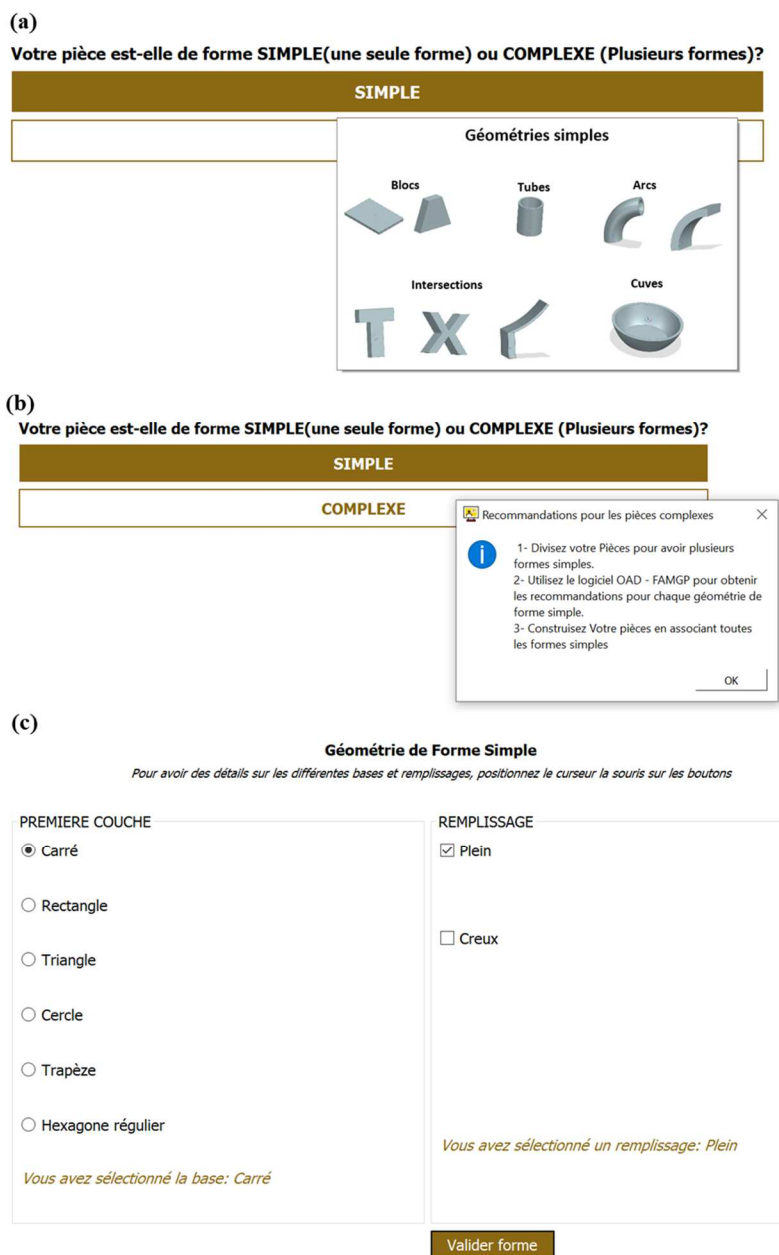 (a)
Votre pièce est-elle de forme SIMPLE(une seule forme) ou COMPLEXE (Plusieurs formes)?
SIMPLE
Géométries simples
Blocs
Tubes
Arcs
Intersections
Cuves
(b)
Votre pièce est-elle de forme SIMPLE(une seule forme) ou COMPLEXE (Plusieurs formes)?
SIMPLE
COMPLEXE
Recommandations pour les pièces complexes
1- Divisez votre Pièces pour avoir plusieurs
formes simples.
2- Utilisez le logiciel OAD - FAMGP pour obtenir
les recommandations pour chaque géométrie de
forme simple.
3- Construisez Votre pièces en associant toutes
les formes simples
OK
(c)
Géométrie de Forme Simple
Pour avoir des détails sur les différentes bases et remplissages, positionnez le curseur la souris sur les boutons
PREMIERE COUCHE
Carré
Rectangle
Triangle
Cercle
Trapèze
Hexagone régulier
Vous avez sélectionné la base: Carré
REMPLISSAGE
Plein
Creux
Vous avez sélectionné un remplissage: Plein
Valider forme